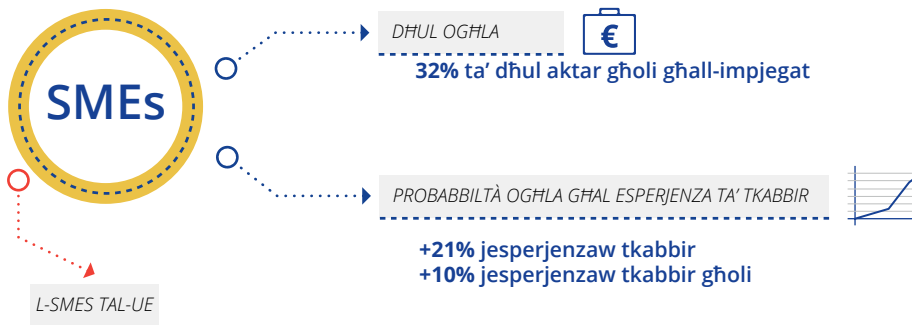 SMEs
DĦUL OGĦLA
€
32% ta’ dħul aktar għoli għall-impjegat
PROBABBILTÀ OGĦLA GĦAL ESPERJENZA TA’ TKABBIR
+21% jesperjenzaw tkabbir
+10% jesperjenzaw tkabbir għoli
L-SMES TAL-UE